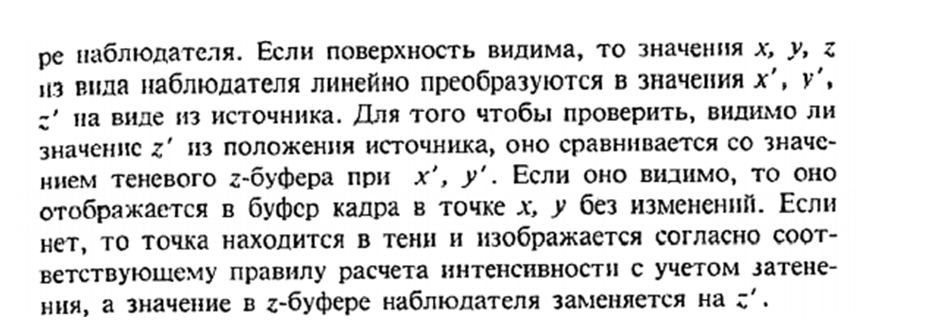 ре наблюдателя. Если поверхность видима, то значения x, y, z
из вида наблюдателя линейно преобразуются в значения x′, y′,
z′ на виде из источника. Для того чтобы проверить, видимо ли
значение z′ из положения источника, оно сравнивается со значе-
нием теневого z-буфера при x′, y′. Если оно видимо, то оно
отображается в буфер кадра в точке x, y без изменений. Если
нет, то точка находится в тени и изображается согласно соот-
ветствующему правилу расчета интенсивности с учетом затене-
ния, а значение в z-буфере наблюдателя заменяется на z′.